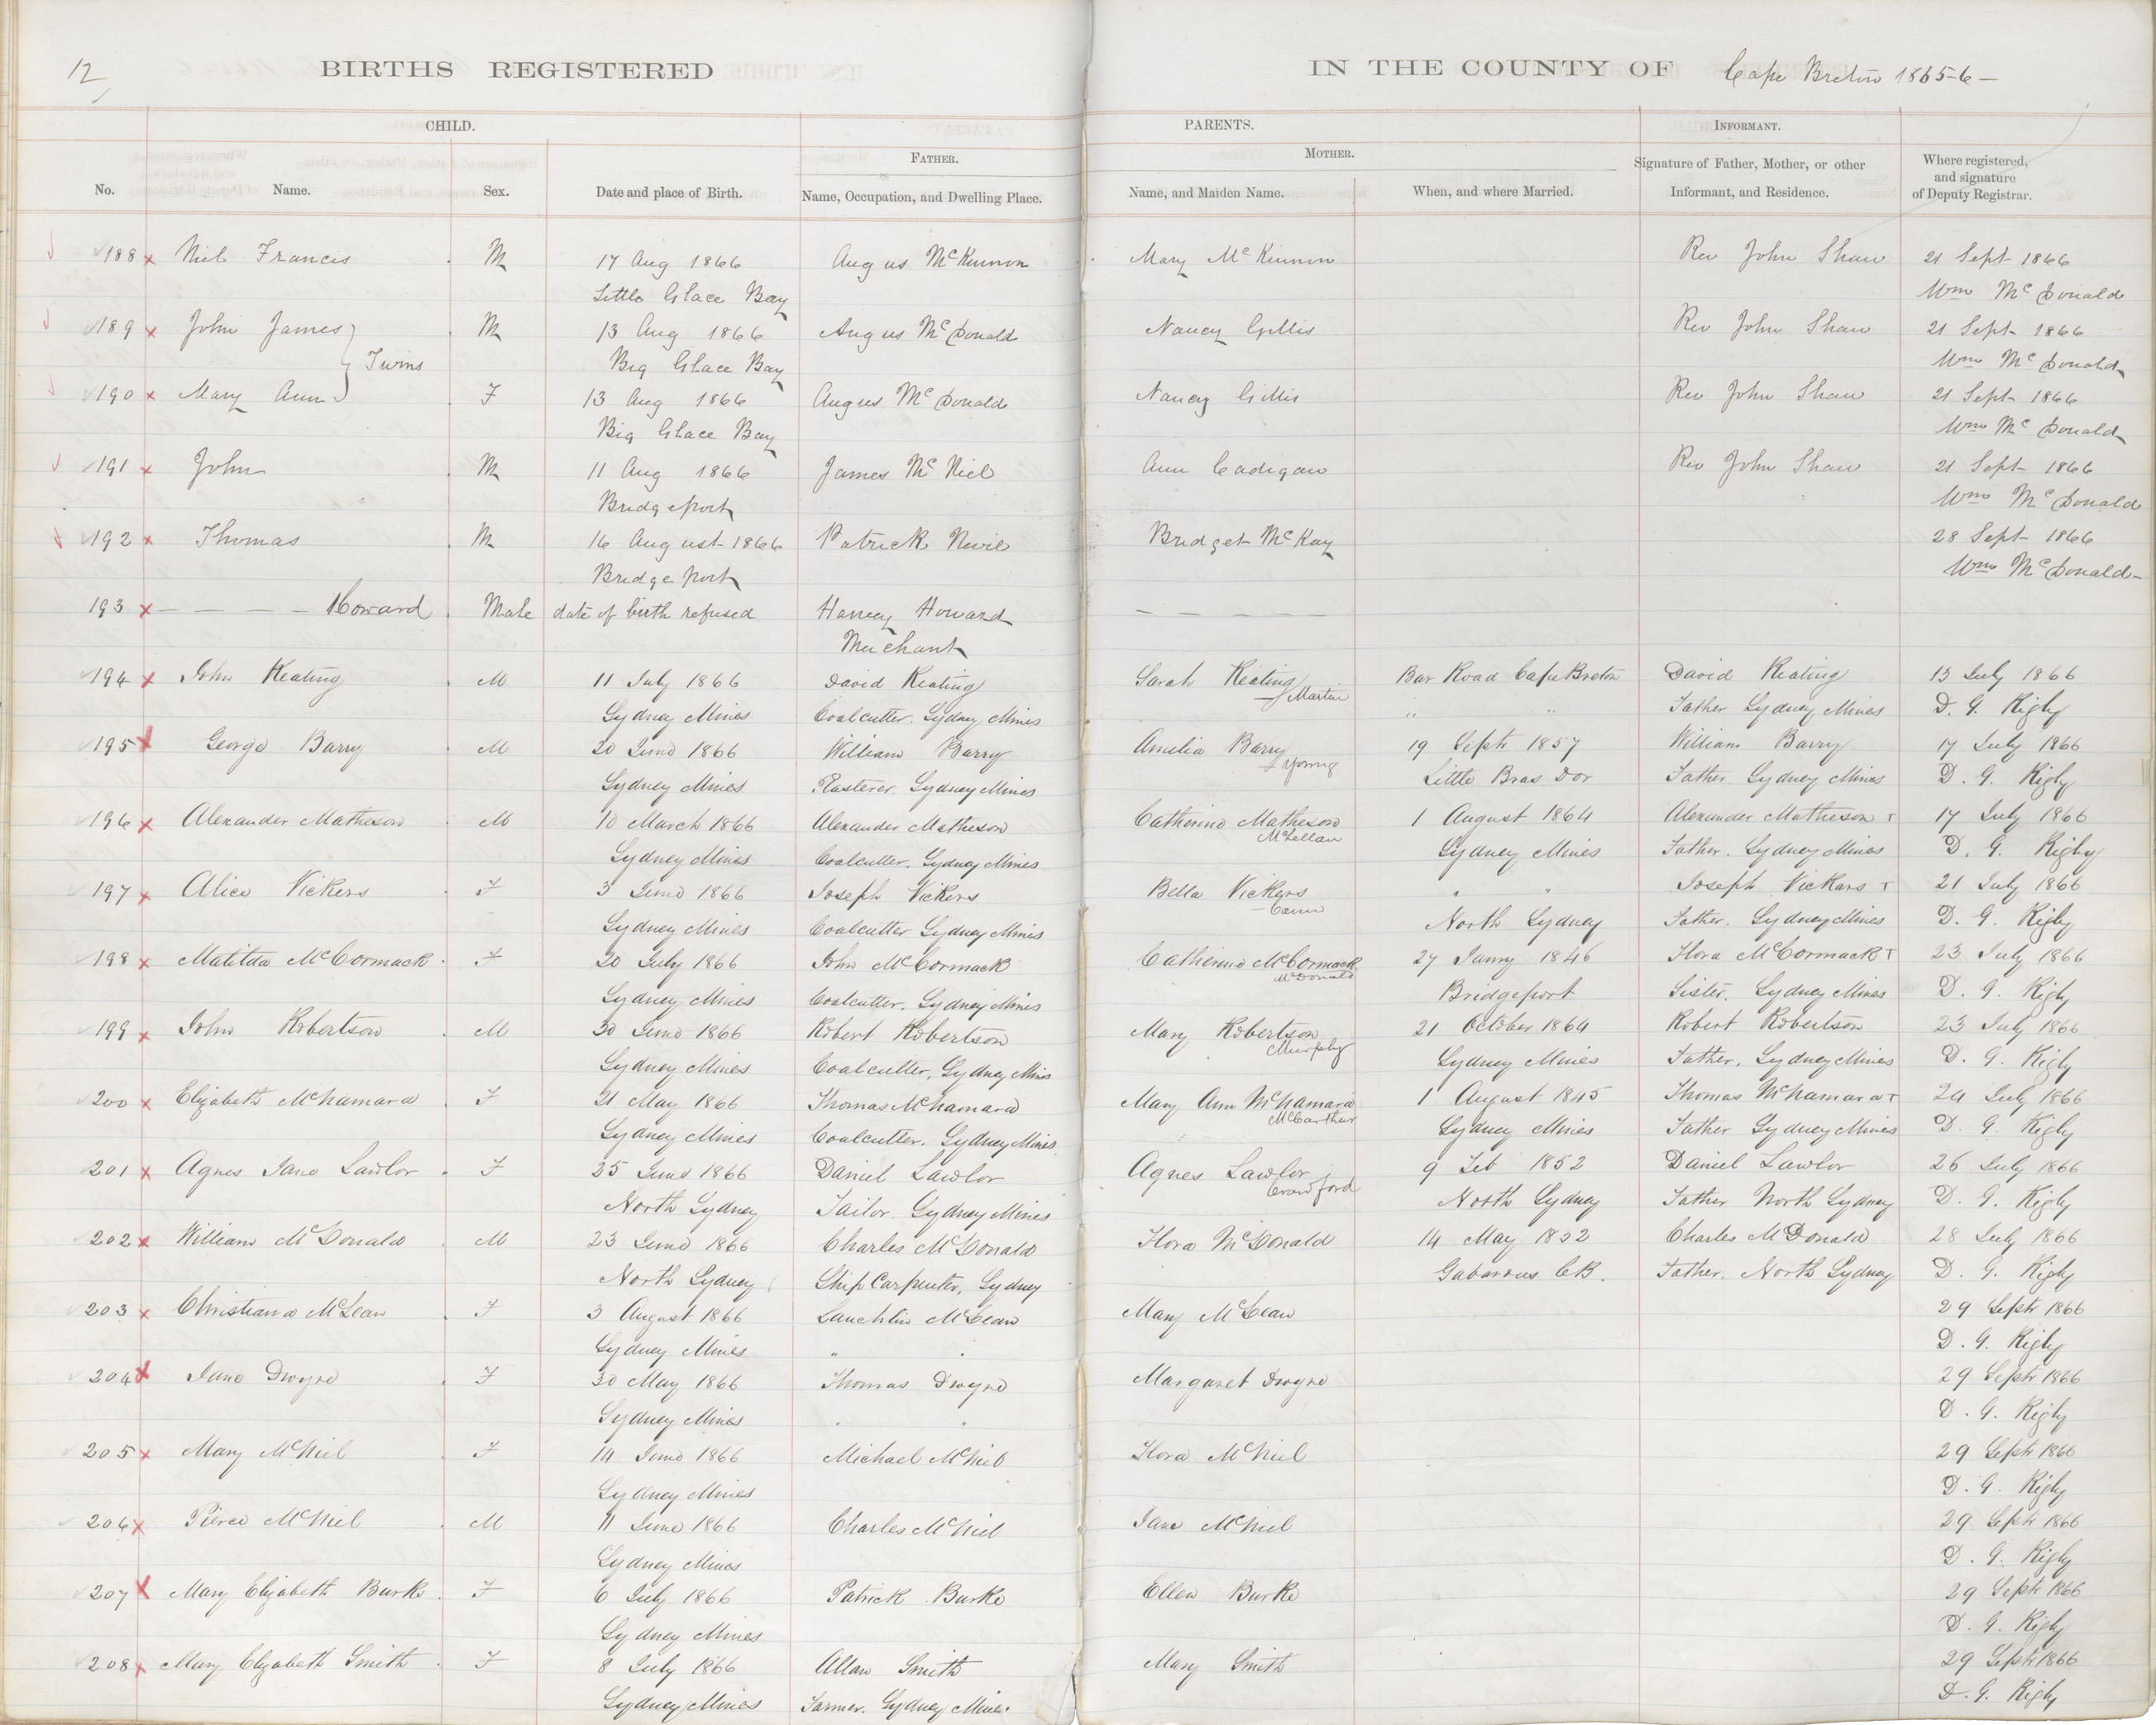 12
BIRTHS REGISTERED IN THE COUNTY OF Cape Breton 1865-6 –
CHILD. PARENTS. INFORMANT.
FATHER. MOTHER.
No. Name. Sex. Date and place of Birth. Name, Occupation, and Dwelling Place. Name, and Maiden Name. When, and where Married. Signature of Father, Mother, or other Informant, and Residence. Where registered, and signature of Deputy Registrar.
188 x Niel Francis M 17 Aug 1866 Angus McKinnon Mary McKinnon Rev John Shaw 21 Sept 1866
Little Glace Bay Wm McDonald
189 x John James } Twins M 13 Aug 1866 Angus McDonald Nancy Gillis Rev John Shaw 21 Sept 1866
Big Glace Bay Wm McDonald
190 x Mary Ann F 13 Aug 1866 Angus McDonald Nancy Gillis Rev John Shaw 21 Sept 1866
Big Glace Bay Wm McDonald
191 x John M 11 Aug 1866 James McNiel Ann Cadigan Rev John Shaw 21 Sept 1866
Bridgeport Wm McDonald
192 x Thomas M 16 August 1866 Patrick Nevil Bridget McKay 28 Sept 1866
Bridgeport Wm McDonald
193 x – – – – Howard Male date of birth refused Harvey Howard – – – – –
Merchant
194 x John Keating M 11 July 1866 David Keating Sarah Keating Bar Road Cape Breton David Keating 13 July 1866
Sydney Mines Coalcutter. Sydney Mines Martin " " Father Sydney Mines D. G. Rigby
195 x George Barry M 20 June 1866 William Barry Amelia Barry 19 Septr 1857 William Barry 17 July 1866
Sydney Mines Plasterer. Sydney Mines Young Little Bras Dor Father Sydney Mines D. G. Rigby
196 x Alexander Matheson M 10 March 1866 Alexander Matheson Catherine Matheson 1 August 1864 Alexander Matheson 17 July 1866
Sydney Mines Coalcutter. Sydney Mines McLellan Sydney Mines Father. Sydney Mines D. G. Rigby
197 x Alice Vickers F 3 June 1866 Joseph Vickers Bella Vickers " " Joseph Vickars 21 July 1866
Sydney Mines Coalcutter Sydney Mines Cann North Sydney Father. Sydney Mines D. G. Rigby
198 x Matilda McCormack F 20 July 1866 John McCormack Catherine McCormack 27 Janry 1846 Flora McCormack 23 July 1866
Sydney Mines Coalcutter. Sydney Mines McDonald Bridgeport Sister. Sydney Mines D. G. Rigby
199 x John Robertson M 30 June 1866 Robert Robertson Mary Robertson 21 October 1864 Robert Robertson 23 July 1866
Sydney Mines Coalcutter, Sydney Mines Murphy Sydney Mines Father. Sydney Mines D. G. Rigby
200 x Elizabeth McNamara F 21 May 1866 Thomas McNamara Mary Ann McNamara 1 August 1845 Thomas McNamara 24 July 1866
Sydney Mines Coalcutter. Sydney Mines McCarthur Sydney Mines Father Sydney Mines D. G. Rigby
201 x Agnes Jane Lawlor F 25 June 1866 Daniel Lawlor Agnes Lawlor 9 Feb 1852 Daniel Lawlor 26 July 1866
North Sydney Tailor. Sydney Mines Crawford North Sydney Father North Sydney D. G. Rigby
202 x William McDonald M 23 June 1866 Charles McDonald Flora McDonald 14 May 1852 Charles McDonald 28 July 1866
North Sydney Ship Carpenter, Sydney Gabarous CB. Father. North Sydney D. G. Rigby
203 x Christiana McLean F 3 August 1866 Lauchlin McLean Mary McLean 29 Septr 1866
Sydney Mines " D. G. Rigby
204 x Jane Dwyre F 30 May 1866 Thomas Dwyre Margaret Dwyre 29 Septr 1866
Sydney Mines " " D. G. Rigby
205 x Mary McNiel F 14 June 1866 Michael McNiel Flora McNiel 29 Septr 1866
Sydney Mines D. G. Rigby
206 x Pierce McNiel M 11 June 1866 Charles McNiel Jane McNiel 29 Septr 1866
Sydney Mines D. G. Rigby
207 x Mary Elizabeth Burke F 6 July 1866 Patrick Burke Ellen Burke 29 Septr 1866
Sydney Mines D. G. Rigby
208 x Mary Elizabeth Smith F 8 July 1866 Allan Smith Mary Smith 29 Septr 1866
Sydney Mines Farmer. Sydney Mines D. G. Rigby